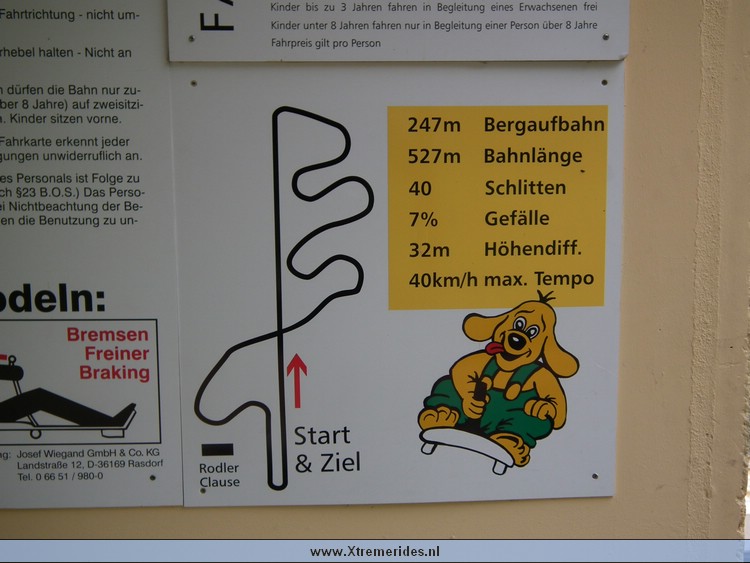 Fahrtrichtung - Nicht um-
rhebel halten - Nicht an
n dürfen die Bahn nur zu-
ber 8 Jahre) auf zweisitzi-
n. Kinder sitzen vorne.
Fahrkarte erkennt jeder
gungen unwiderruflich an.
es Personals ist Folge zu
ch §23 B.O.S.) Das Perso-
ei Nichtbeachtung der Be-
en die Benutzung zu un-
odeln:
Bremsen
Freiner
Braking
ng: Josef Wiegand GmbH & Co. KG
Landstraße 12, D-36169 Rasdorf
Tel. 0 66 51 / 980-0
FA
Kinder bis zu 3 Jahren fahren in Begleitung eines Erwachsenen frei
Kinder unter 8 Jahren fahren nur in Begleitung einer Person über 8 Jahre
Fahrpreis gilt pro Person
247m Bergaufbahn
527m Bahnlänge
40 Schlitten
7% Gefälle
32m Höhendiff.
40km/h max. Tempo
Start
& Ziel
Rodler
Clause
www.Xtremerides.nl